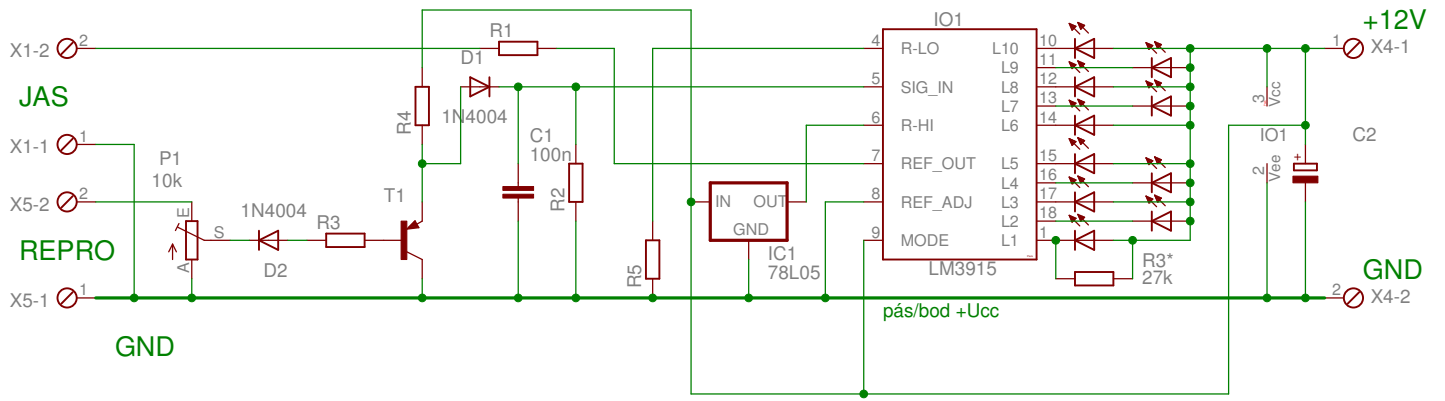 IO1
+12V
X1-2
2
R1
4
R-LO
L10
10
1
X4-1
D1
L9
11
JAS
5
SIG_IN
L8
12
3
Vcc
1N4004
L7
13
R4
6
R-HI
L6
14
X1-1
1
C1
100n
IO1
C2
P1
10k
7
REF_OUT
L5
15
2
Vee
+
L4
16
X5-2
2
T1
R2
IN
OUT
8
REF_ADJ
L3
17
E
1N4004
L2
18
S
R3
GND
9
MODE
L1
1
REPRO
A
D2
R5
IC1
78L05
LM3915
R3*
27k
GND
X5-1
1
2
X4-2
pás/bod +Ucc
GND